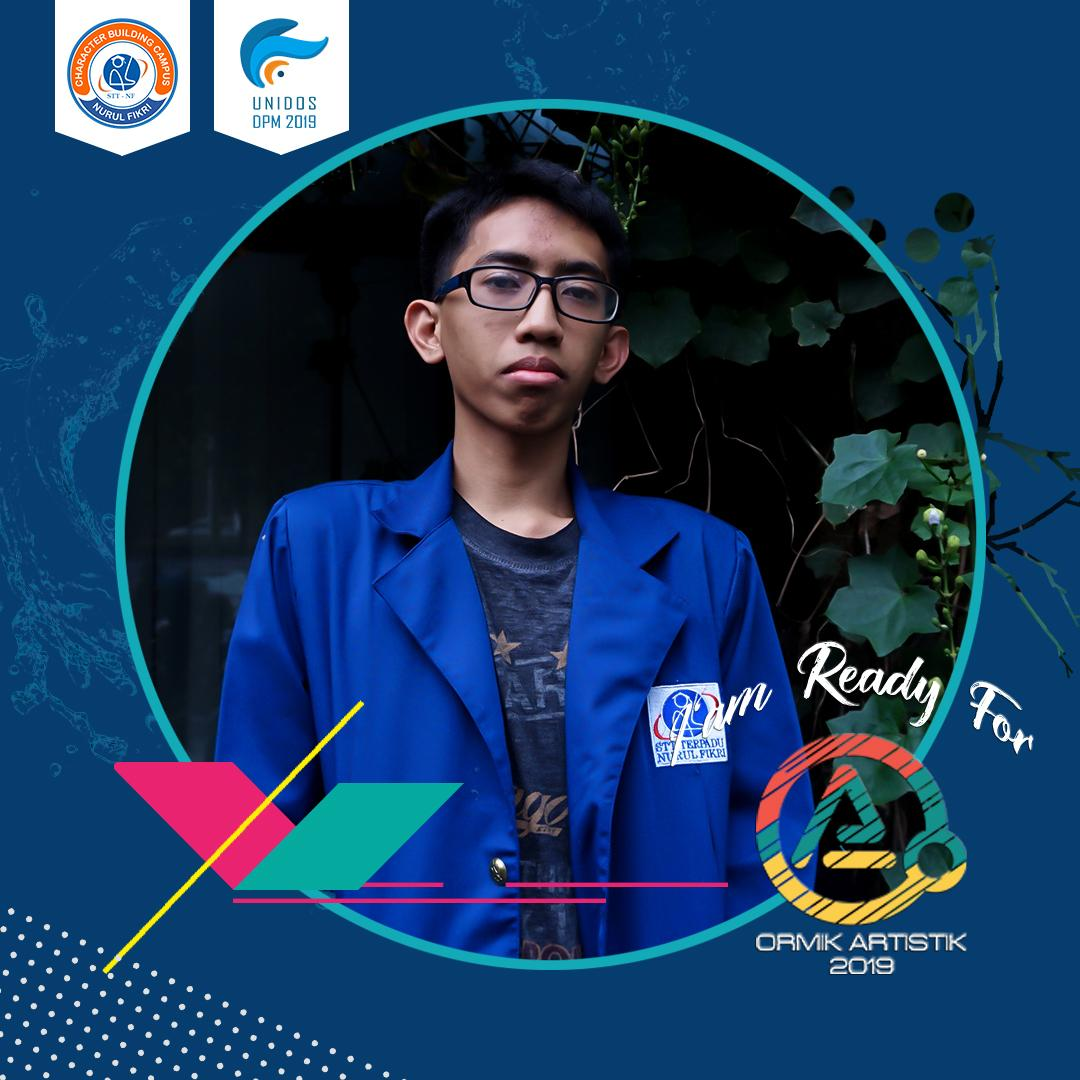 CHARACTER BUILDING CAMPUS
STT - NF
NURUL FIKRI
UNIDOS
DPM 2019
I'am Ready For
STT TERPADU
NURUL FIKRI
A
ORMIK ARTISTIK
2019